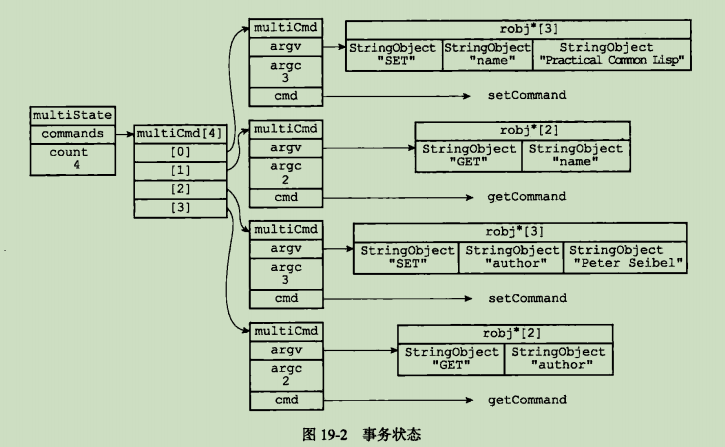 multiState
commands
count
4
multiCmd[4]
[0]
[1]
[2]
[3]
multiCmd
argv
argc
3
cmd
robj*[3]
StringObject "SET"
StringObject "name"
StringObject "Practical Common Lisp"
setCommand
multiCmd
argv
argc
2
cmd
robj*[2]
StringObject "GET"
StringObject "name"
getCommand
multiCmd
argv
argc
3
cmd
robj*[3]
StringObject "SET"
StringObject "author"
StringObject "Peter Seibel"
setCommand
multiCmd
argv
argc
2
cmd
robj*[2]
StringObject "GET"
StringObject "author"
getCommand
图 19-2 事务状态